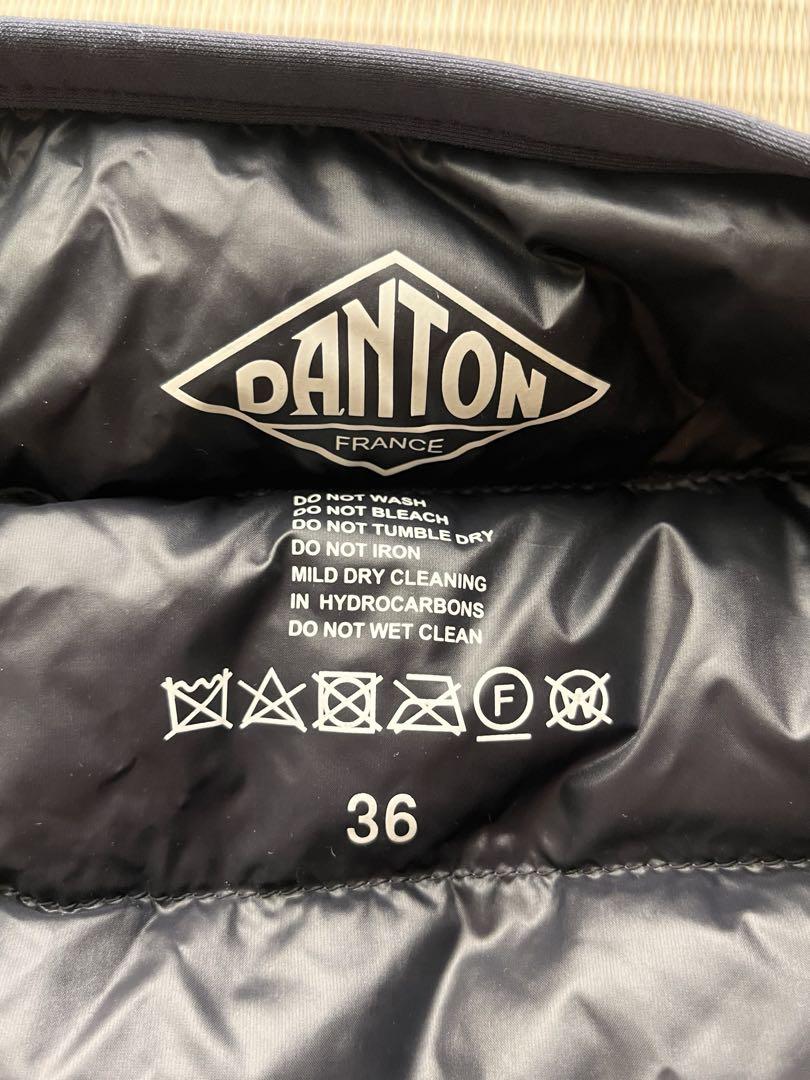 DANTON
FRANCE
DO NOT WASH
DO NOT BLEACH
DO NOT TUMBLE DRY
DO NOT IRON
MILD DRY CLEANING
IN HYDROCARBONS
DO NOT WET CLEAN
F W
36